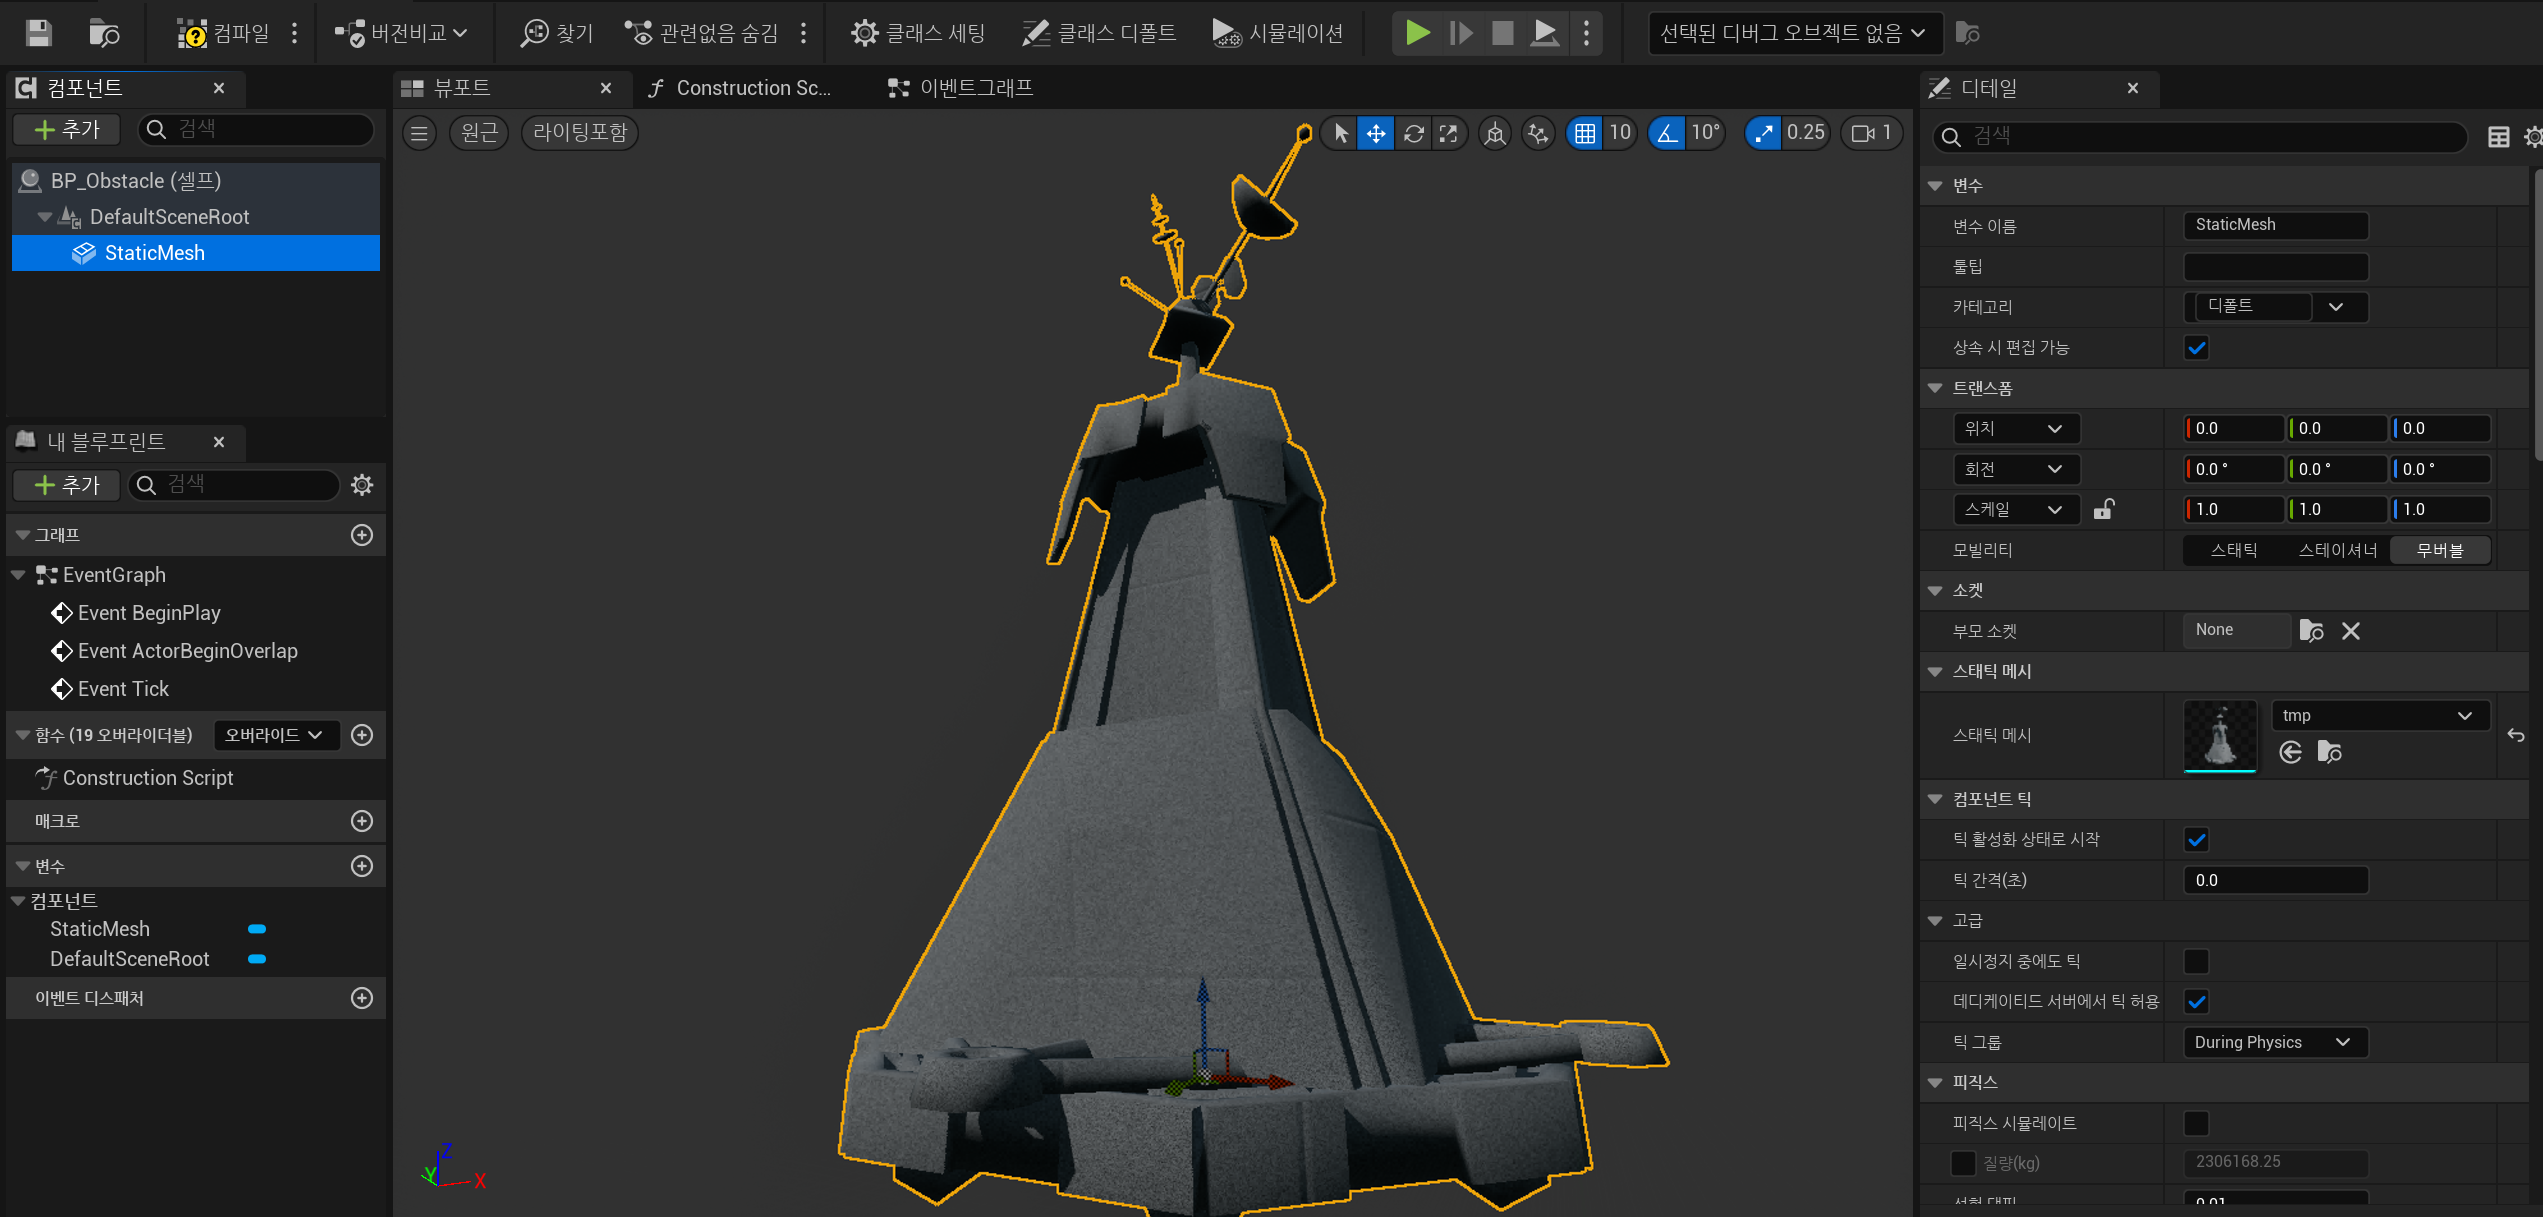 컴파일
버전비교
찾기
관련없음 숨김
클래스 세팅
클래스 디폴트
시뮬레이션
선택된 디버그 오브젝트 없음
컴포넌트
추가
검색
BP_Obstacle (셀프)
DefaultSceneRoot
StaticMesh
내 블루프린트
추가
검색
그래프
EventGraph
Event BeginPlay
Event ActorBeginOverlap
Event Tick
함수 (19 오버라이더블)
오버라이드
Construction Script
매크로
변수
컴포넌트
StaticMesh
DefaultSceneRoot
이벤트 디스패처
뷰포트
Construction Sc...
이벤트그래프
원근
라이팅포함
10
10°
0.25
1
Z
Y
X
디테일
검색
변수
변수 이름
StaticMesh
툴팁
카테고리
디폴트
상속 시 편집 가능
트랜스폼
위치
0.0
0.0
0.0
회전
0.0 °
0.0 °
0.0 °
스케일
1.0
1.0
1.0
모빌리티
스태틱
스테이셔너
무버블
소켓
부모 소켓
None
스태틱 메시
스태틱 메시
tmp
컴포넌트 틱
틱 활성화 상태로 시작
틱 간격(초)
0.0
고급
일시정지 중에도 틱
데디케이티드 서버에서 틱 허용
틱 그룹
During Physics
피직스
피직스 시뮬레이트
질량(kg)
2306168.25
0.01